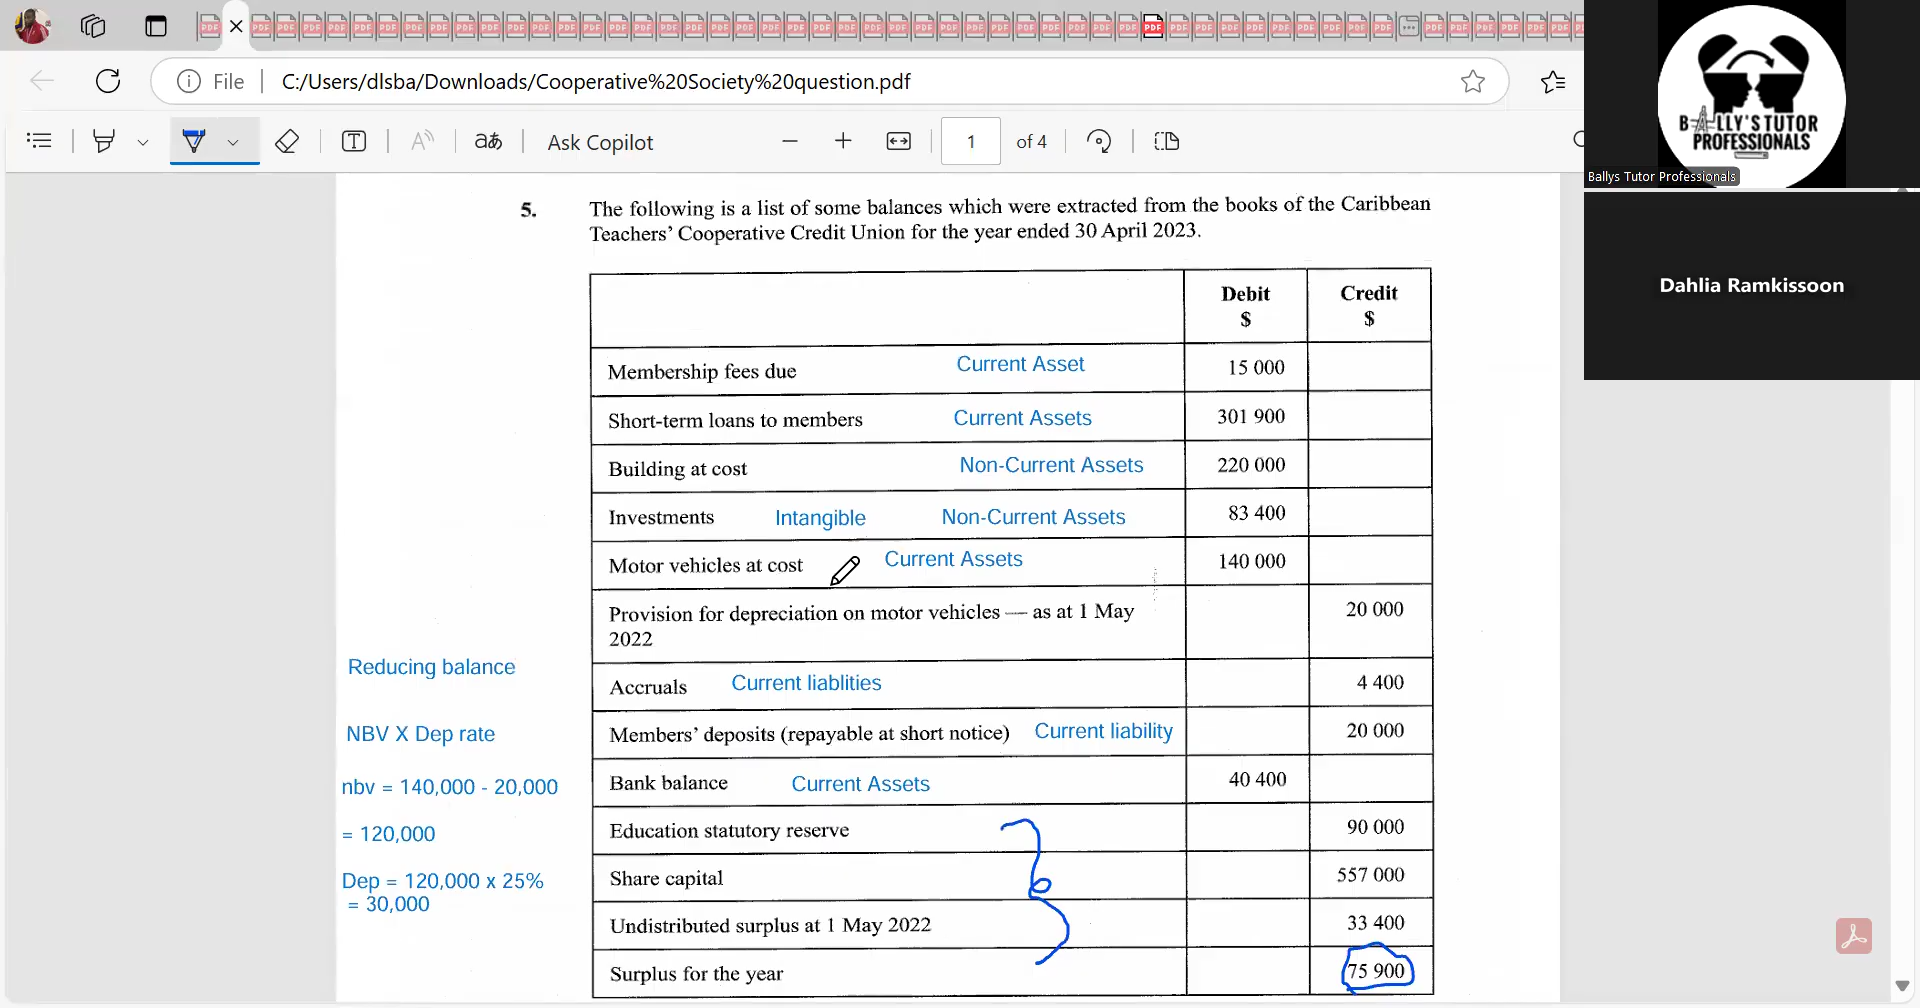 File
C:/Users/dlsba/Downloads/Cooperative%20Society%20question.pdf
Ask Copilot
1 of 4
BALLY'S TUTOR
PROFESSIONALS
Ballys Tutor Professionals
Dahlia Ramkissoon
5. The following is a list of some balances which were extracted from the books of the Caribbean
Teachers' Cooperative Credit Union for the year ended 30 April 2023.
Debit Credit
$ $
Membership fees due Current Asset 15 000
Short-term loans to members Current Assets 301 900
Building at cost Non-Current Assets 220 000
Investments Intangible Non-Current Assets 83 400
Motor vehicles at cost Current Assets 140 000
Provision for depreciation on motor vehicles — as at 1 May 20 000
2022
Reducing balance
Accruals Current liablities 4 400
NBV X Dep rate
Members' deposits (repayable at short notice) Current liability 20 000
nbv = 140,000 - 20,000
Bank balance Current Assets 40 400
= 120,000
Education statutory reserve 90 000
Dep = 120,000 x 25%
= 30,000
Share capital 557 000
Undistributed surplus at 1 May 2022 33 400
Surplus for the year 75 900